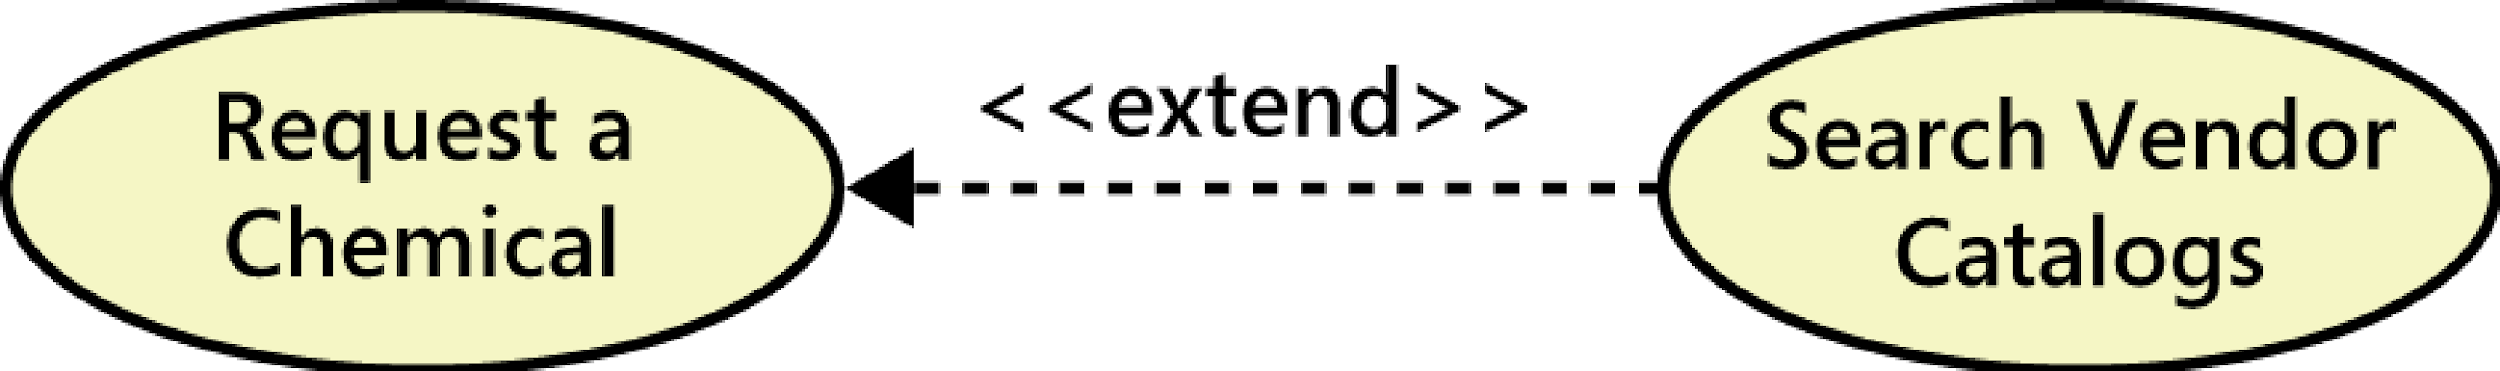 Request a
Chemical
<<extend>>
Search Vendor
Catalogs